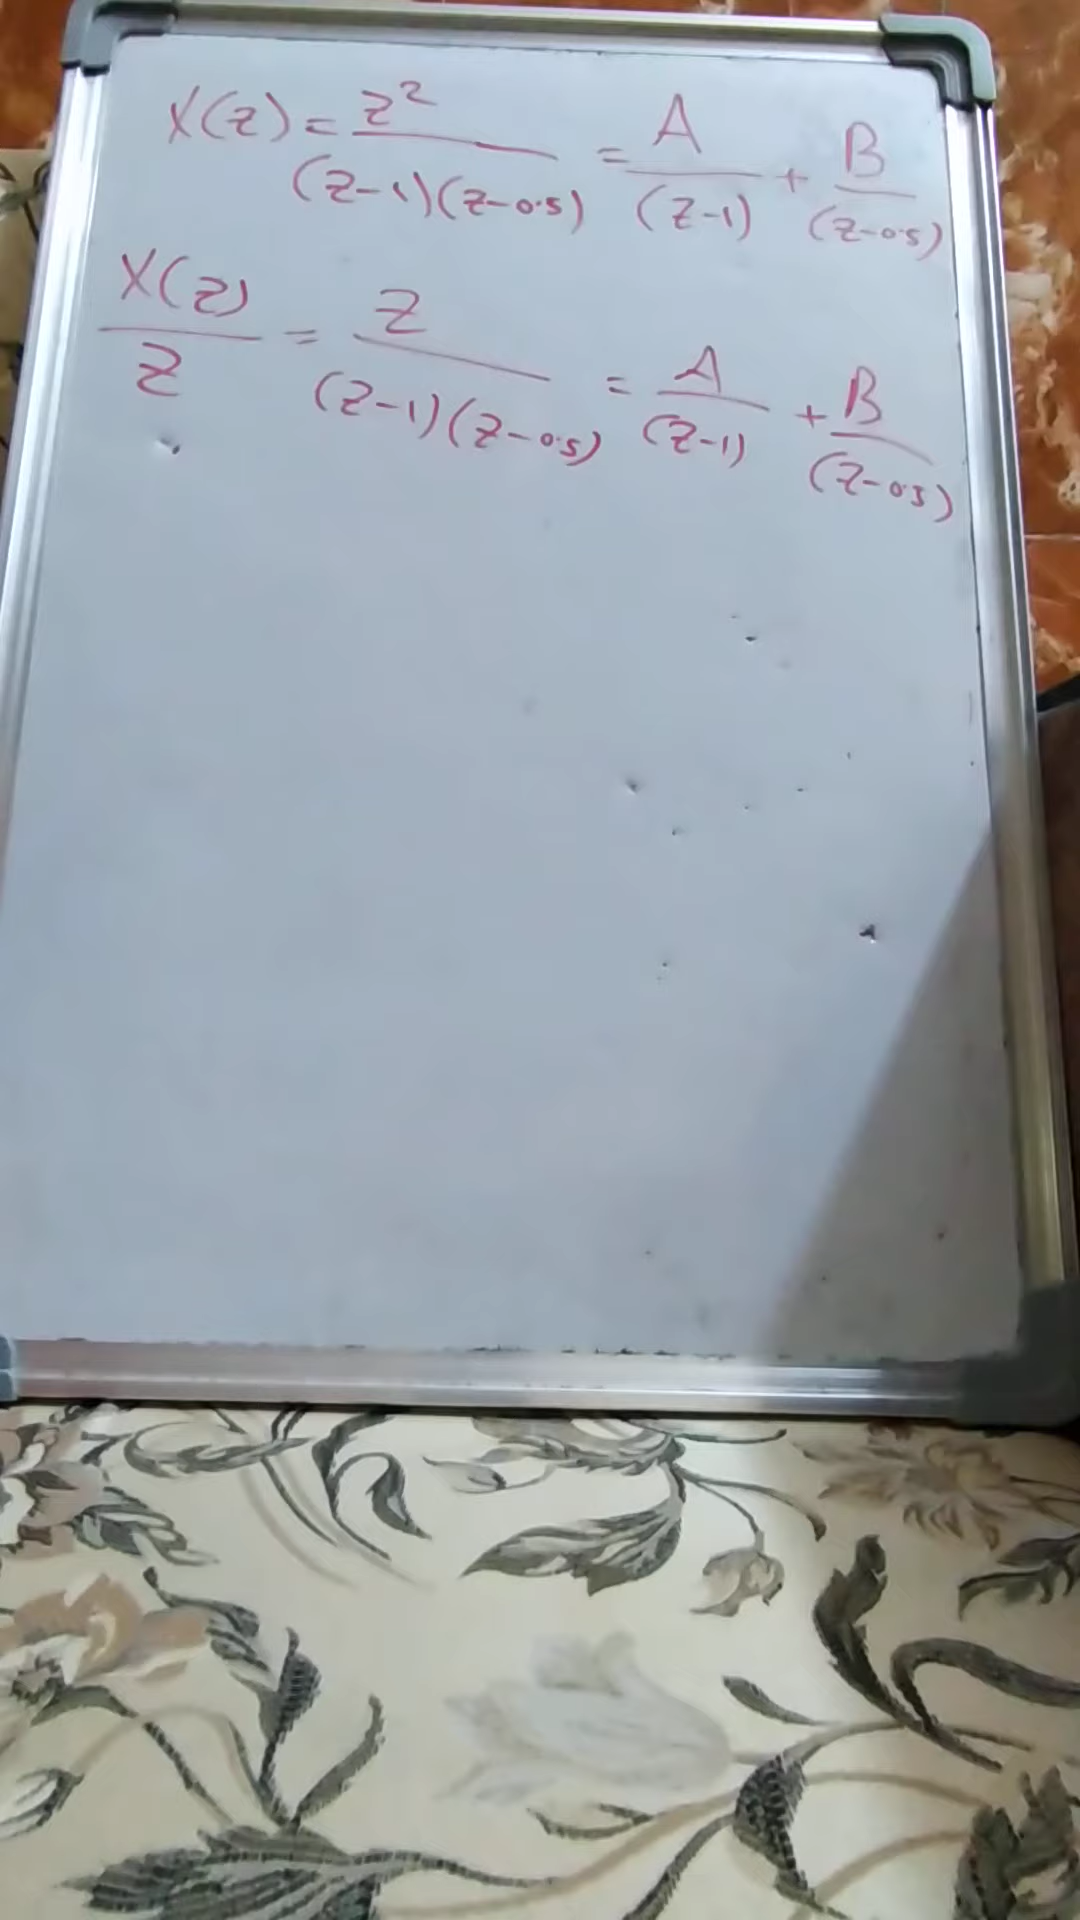 X(z) = z² / (z-1)(z-0.5) = A / (z-1) + B / (z-0.5)
X(z) / z = z / (z-1)(z-0.5) = A / (z-1) + B / (z-0.5)